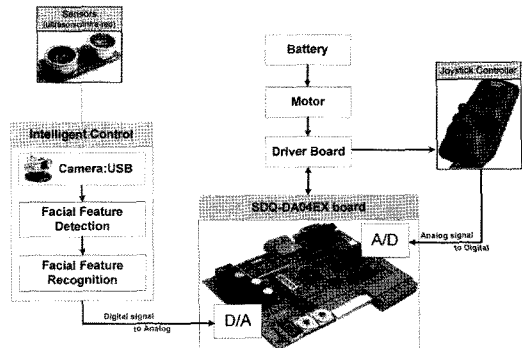 Sensors
(ultrasonic/infra-red)
Battery
Motor
Driver Board
Joystick Controller
Intelligent Control
Camera:USB
Facial Feature
Detection
Facial Feature
Recognition
SDQ-DA04EX board
A/D
Analog signal
to Digital
D/A
Digital signal
to Analog